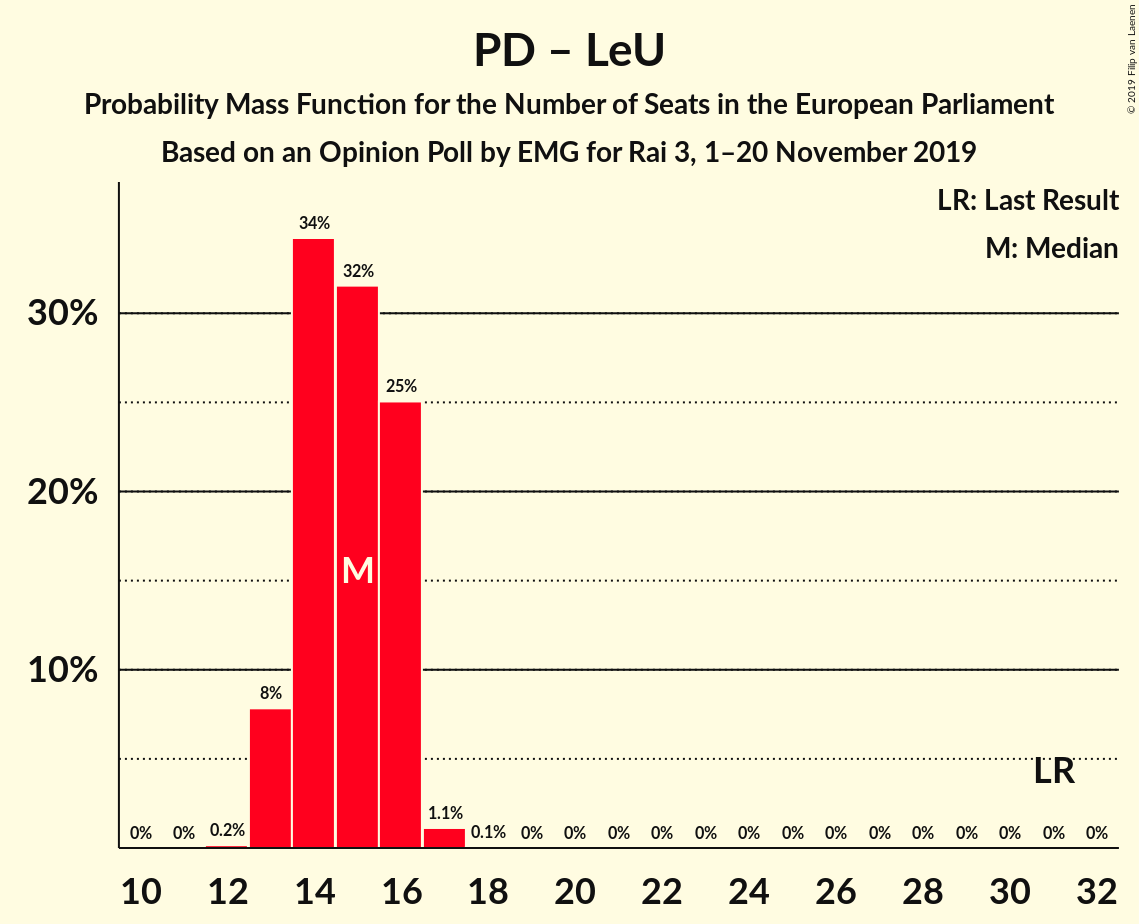 PD – LeU
Probability Mass Function for the Number of Seats in the European Parliament
Based on an Opinion Poll by EMG for Rai 3, 1–20 November 2019
© 2019 Filip van Laenen
LR: Last Result
M: Median
30%
20%
10%
0% 0% 0.2% 8% 34% 32% 25% 1.1% 0.1% 0% 0% 0% 0% 0% 0% 0% 0% 0% 0% 0% 0% 0% 0%
M
LR
10 12 14 16 18 20 22 24 26 28 30 32